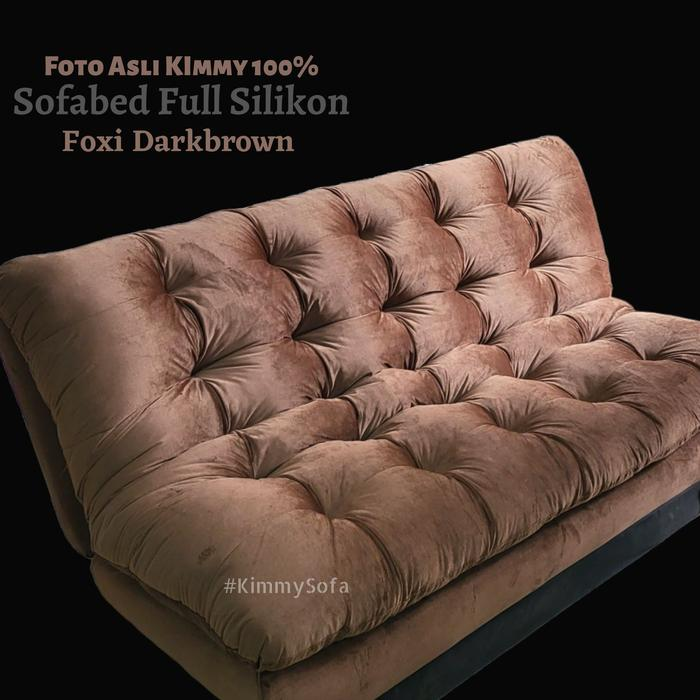 Foto Asli KImmy 100%
Sofabed Full Silikon
Foxi Darkbrown
#KimmySofa